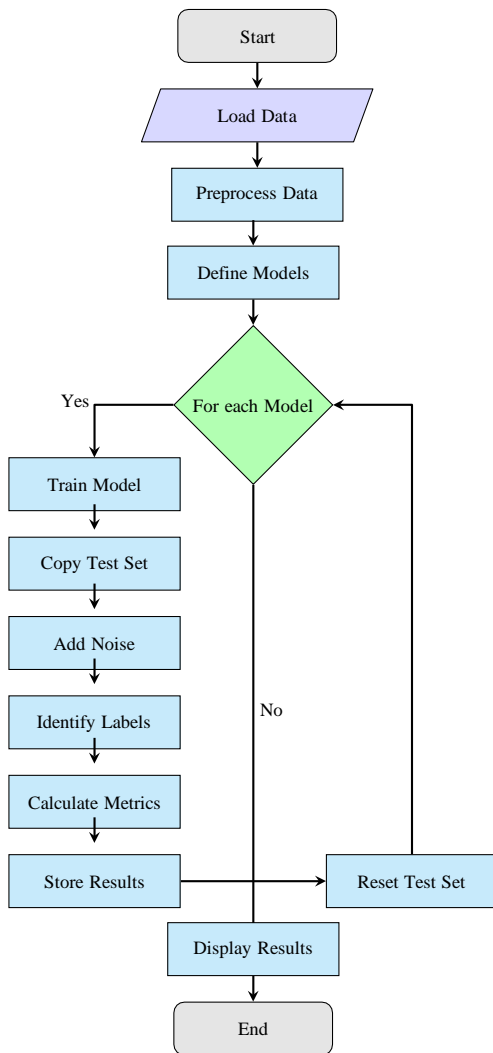 Start
Load Data
Preprocess Data
Define Models
For each Model
Yes
Train Model
Copy Test Set
Add Noise
Identify Labels
No
Calculate Metrics
Store Results
Reset Test Set
Display Results
End